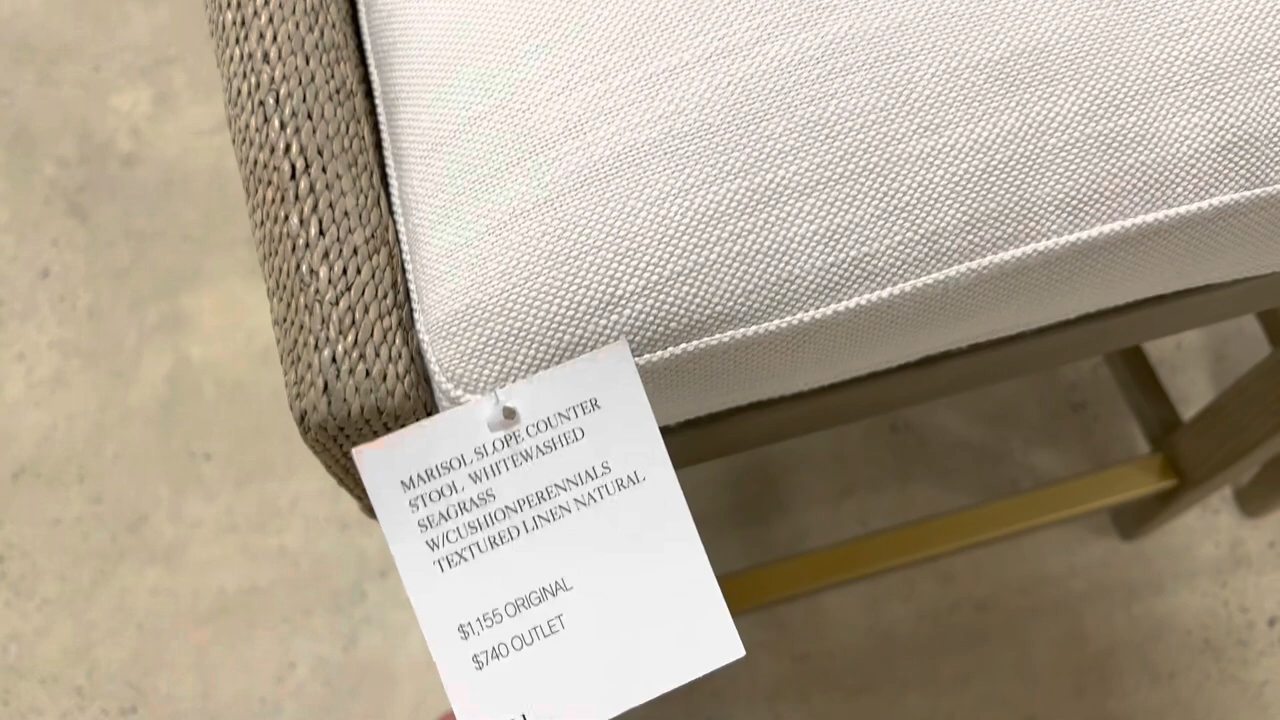 MARISOL SLOPE COUNTER
STOOL WHITEWASHED
SEAGRASS
W/CUSHIONPERENNIALS
TEXTURED LINEN NATURAL
$1,155 ORIGINAL
$740 OUTLET